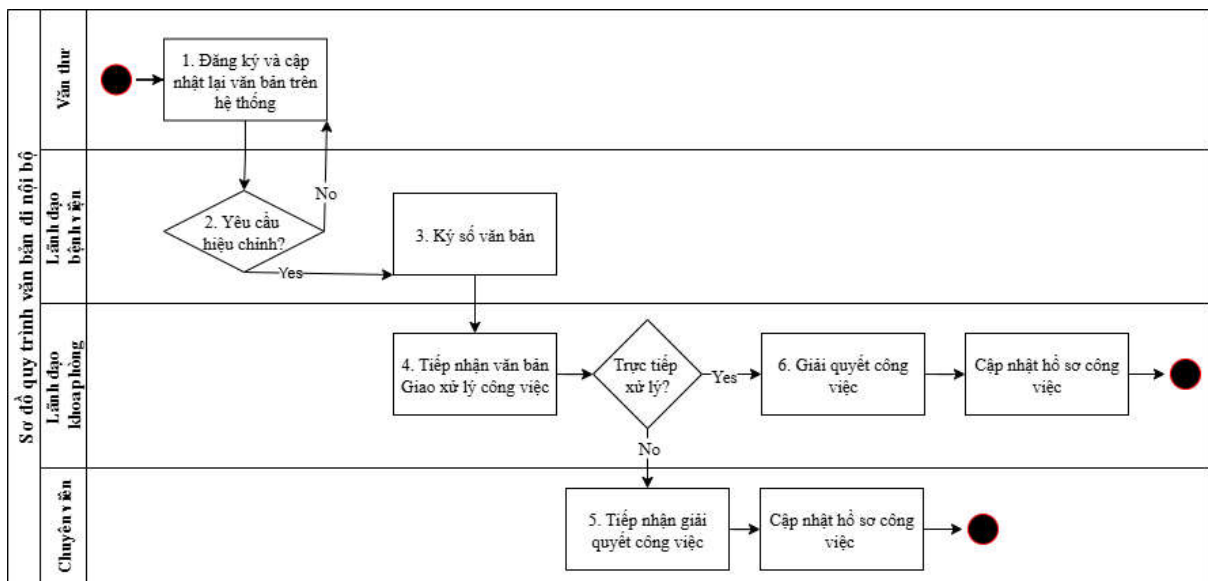 Sơ đồ quy trình văn bản đi nội bộ
Văn thư
1. Đăng ký và cập
nhật lại văn bản trên
hệ thống
Lãnh đạo
bệnh viện
2. Yêu cầu
hiệu chỉnh?
No
Yes
3. Ký số văn bản
Lãnh đạo
khoa phòng
4. Tiếp nhận văn bản
Giao xử lý công việc
Trực tiếp
xử lý?
Yes
No
6. Giải quyết công
việc
Cập nhật hồ sơ công
việc
Chuyên viên
5. Tiếp nhận giải
quyết công việc
Cập nhật hồ sơ công
việc